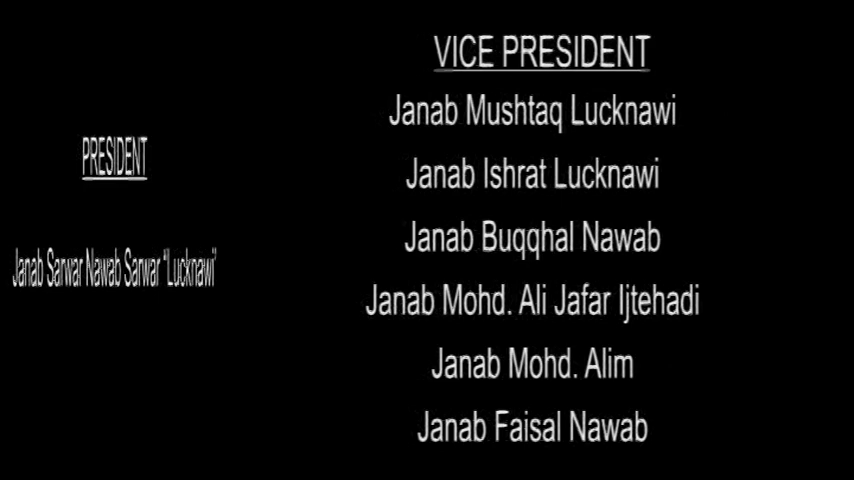 PRESIDENT
Janab Sarwar Nawab Sarwar "Lucknawi'
VICE PRESIDENT
Janab Mushtaq Lucknawi
Janab Ishrat Lucknawi
Janab Buqqhal Nawab
Janab Mohd. Ali Jafar Ijtehadi
Janab Mohd. Alim
Janab Faisal Nawab